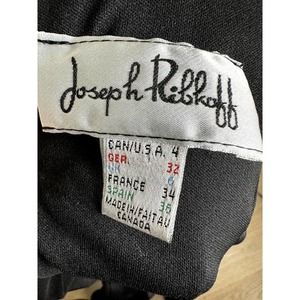 Joseph Ribkoff
CAN/U.S.A. 4
GER. 32
UK 6
FRANCE 34
SPAIN 36
MADE IN/FAIT AU
CANADA